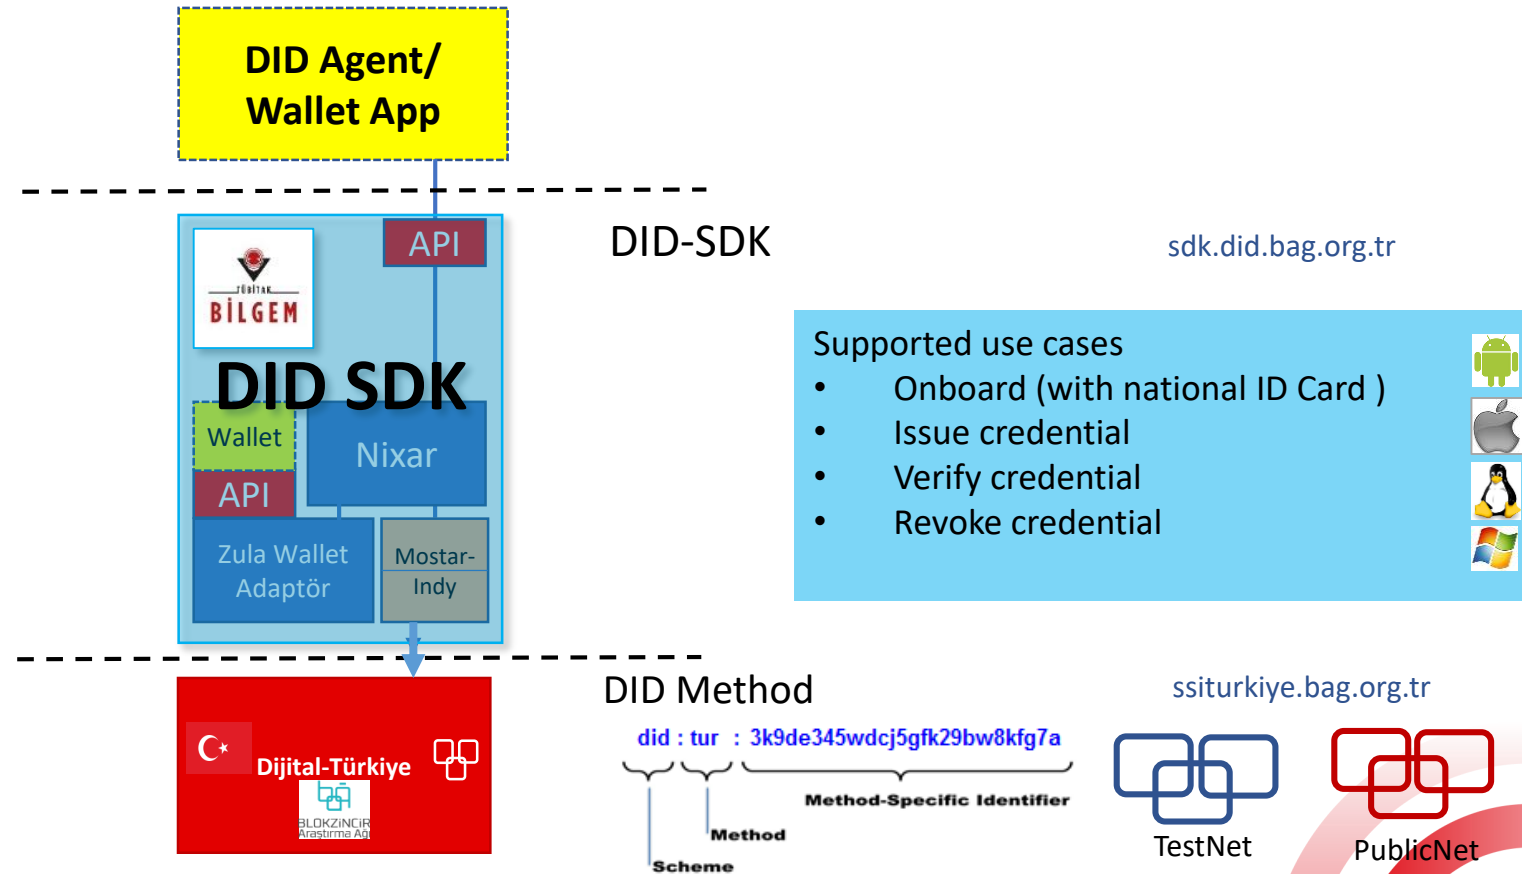 DID Agent/
Wallet App
API
DID-SDK
sdk.did.bag.org.tr
TÜBİTAK
BİLGEM
DID SDK
Wallet
API
Nixar
Zula Wallet
Adaptör
Mostar-
Indy
Supported use cases
• Onboard (with national ID Card )
• Issue credential
• Verify credential
• Revoke credential
Dijital-Türkiye
BLOKZiNCiR
Araştırma Ağı
DID Method
ssiturkiye.bag.org.tr
did : tur : 3k9de345wdcj5gfk29bw8kfg7a
Method-Specific Identifier
Method
Scheme
TestNet
PublicNet